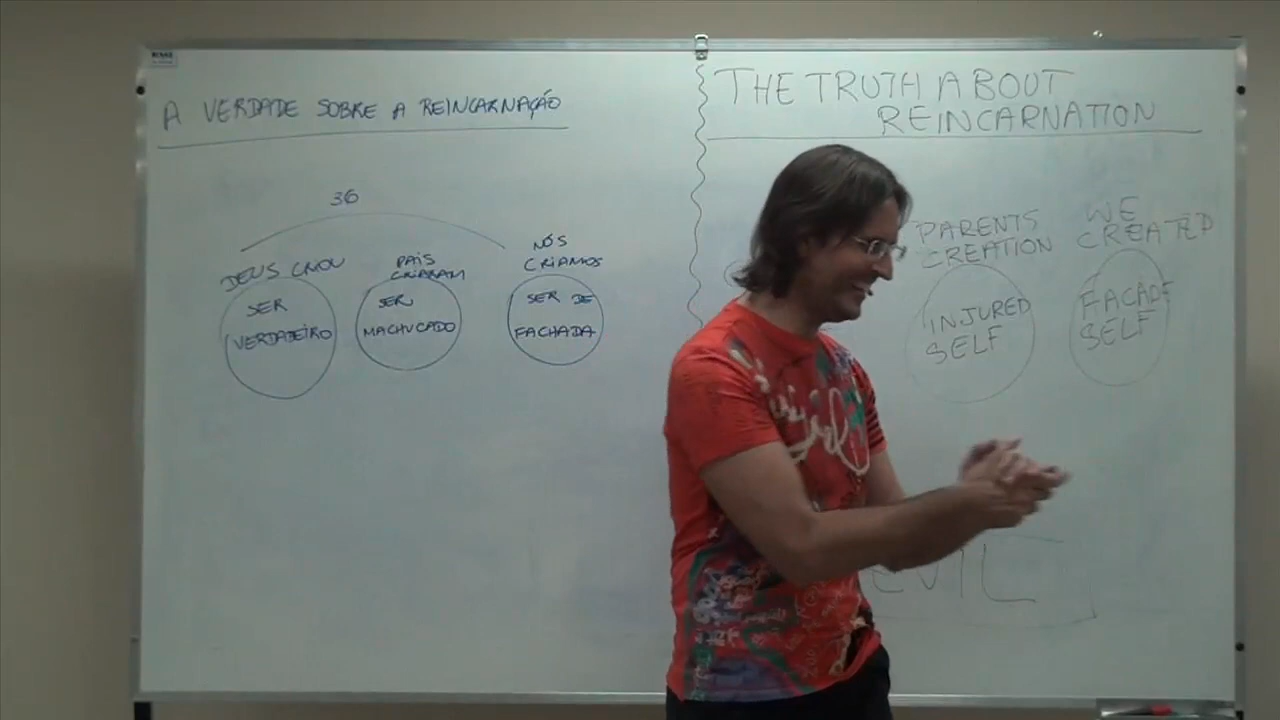 A VERDADE SOBRE A REINCARNAÇÃO
36
DEUS CRIOU
SER
VERDADEIRO
PAIS
CRIARAM
SER
MACHUCADO
NÓS
CRIAMOS
SER DE
FACHADA
THE TRUTH ABOUT
REINCARNATION
PARENTS
CREATION
INJURED
SELF
WE
CREATED
FACADE
SELF
EVIL